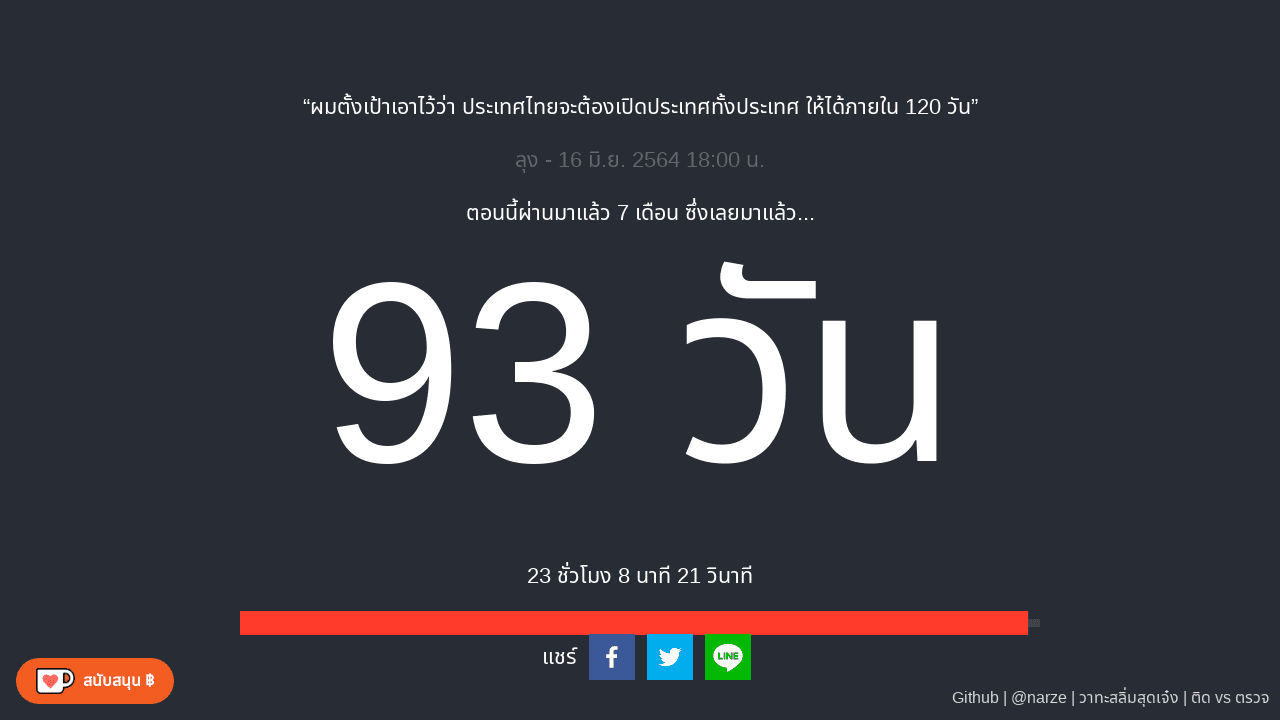 “ผมตั้งเป้าเอาไว้ว่า ประเทศไทยจะต้องเปิดประเทศทั้งประเทศ ให้ได้ภายใน 120 วัน”
ลุง - 16 มิ.ย. 2564 18:00 น.
ตอนนี้ผ่านมาแล้ว 7 เดือน ซึ่งเลยมาแล้ว...
93 วัน
23 ชั่วโมง 8 นาที 21 วินาที
แชร์
LINE
สนับสนุน ฿
Github | @narze | วาทะสลิ่มสุดเจ๋ง | ติด vs ตรวจ